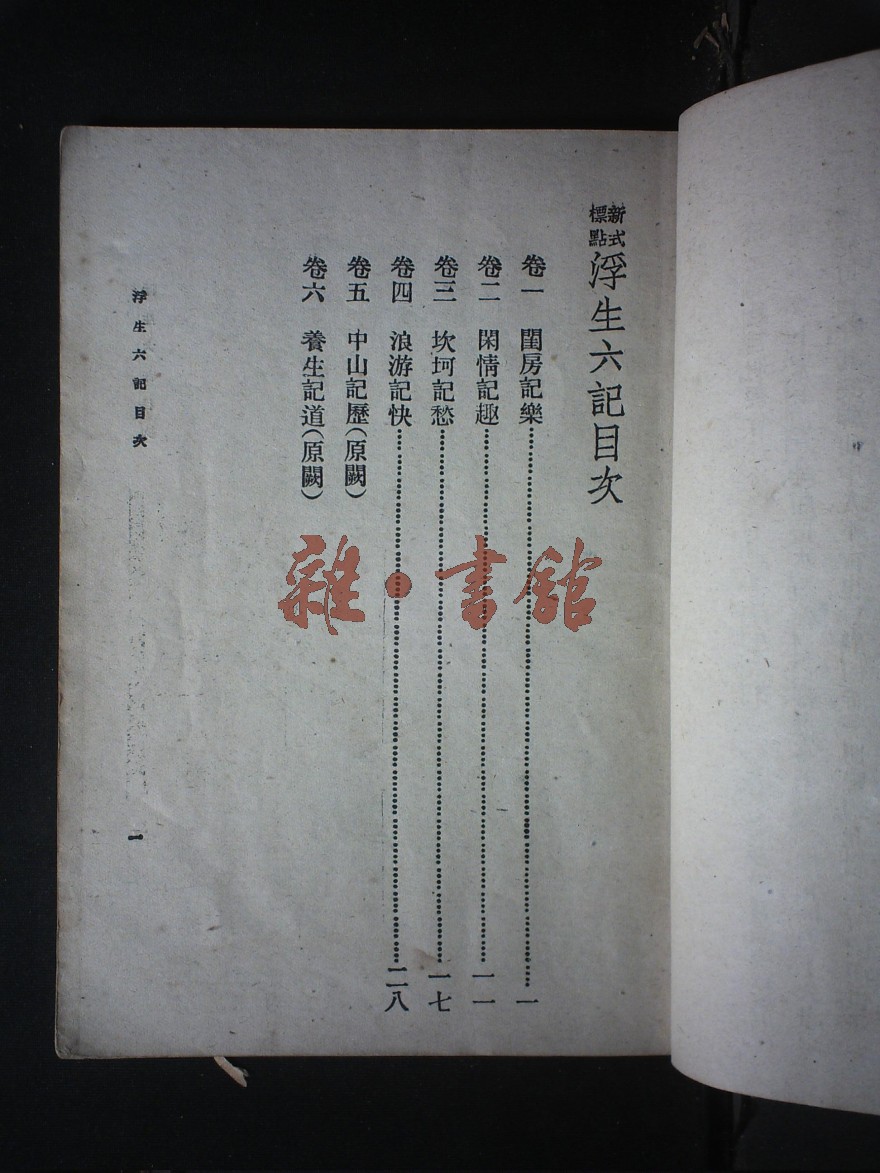 新式標點 浮生六記目次
卷一 閨房記樂……一
卷二 閑情記趣……一一
卷三 坎坷記愁……一七
卷四 浪游記快……二八
卷五 中山記歷(原闕)
卷六 養生記道(原闕)
浮生六記目次 一
雜·書館